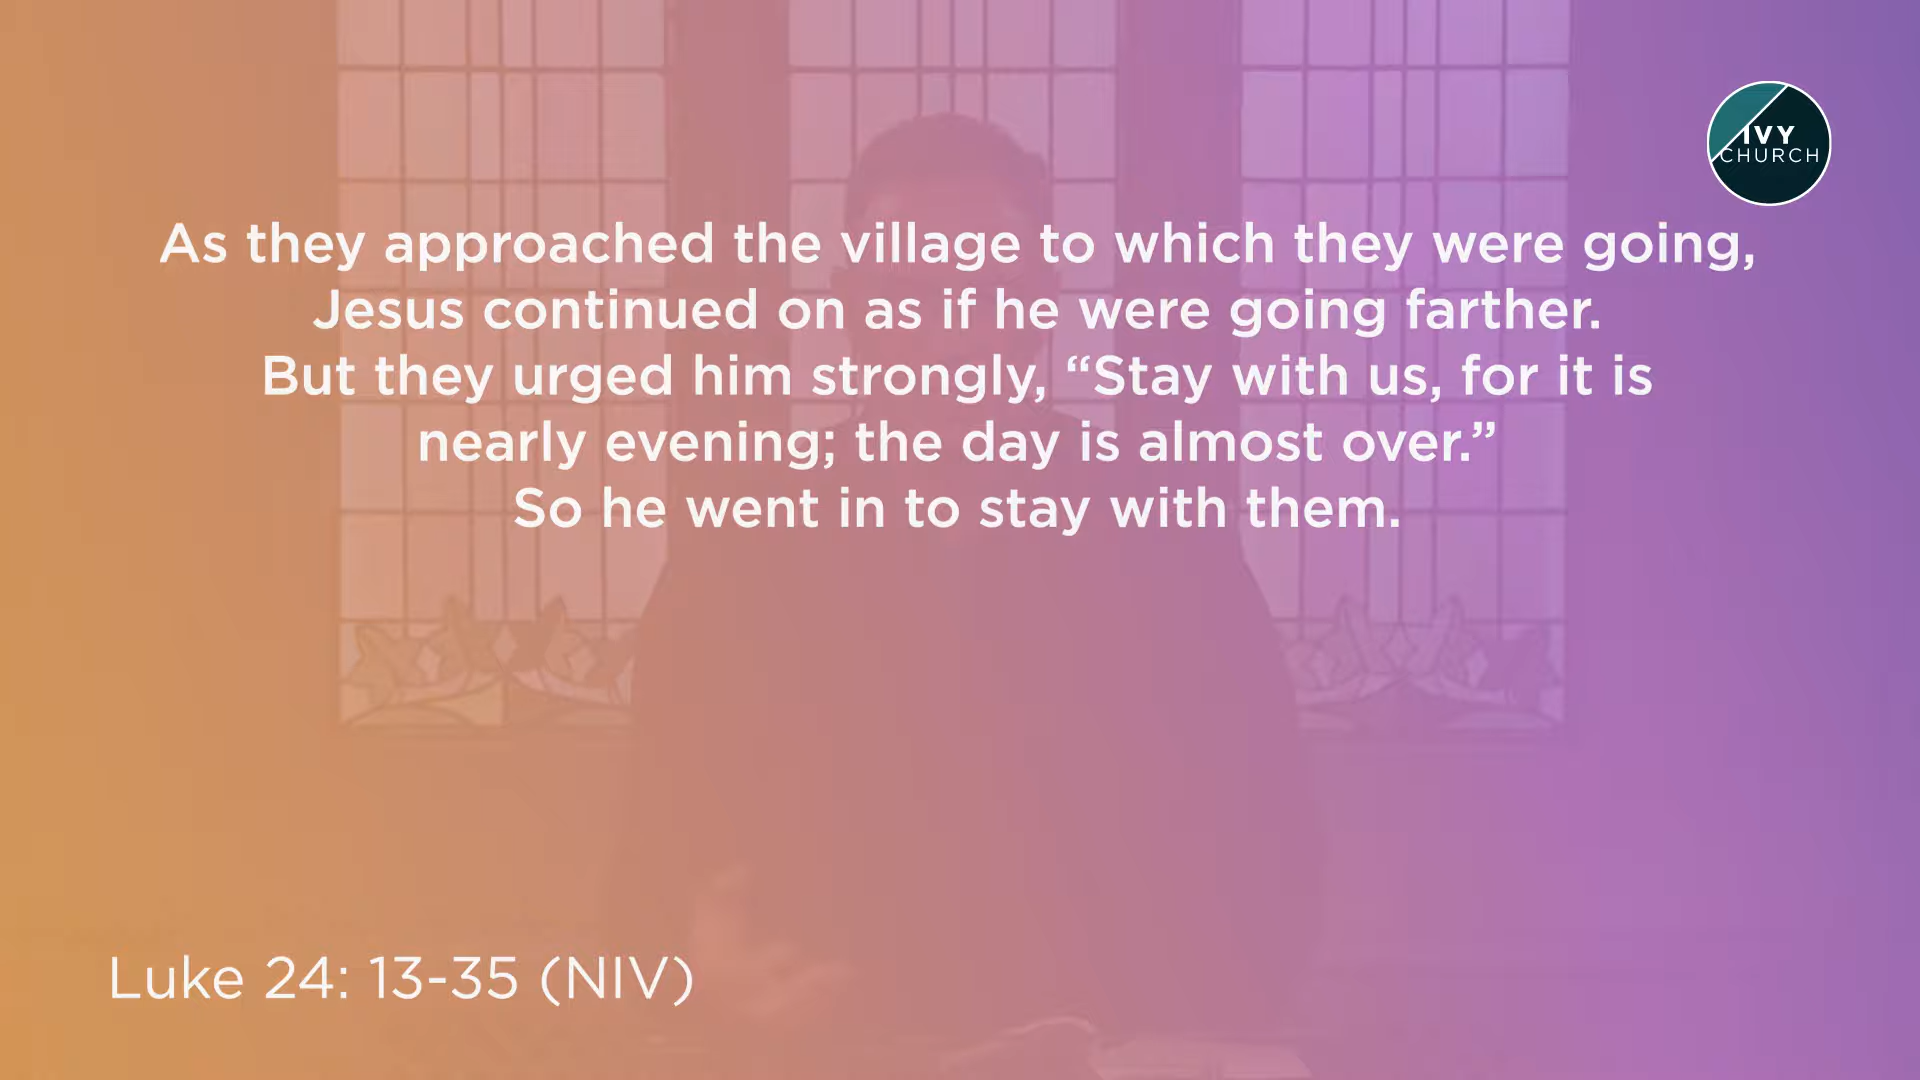 IVY
CHURCH
As they approached the village to which they were going,
Jesus continued on as if he were going farther.
But they urged him strongly, “Stay with us, for it is
nearly evening; the day is almost over.”
So he went in to stay with them.
Luke 24: 13-35 (NIV)